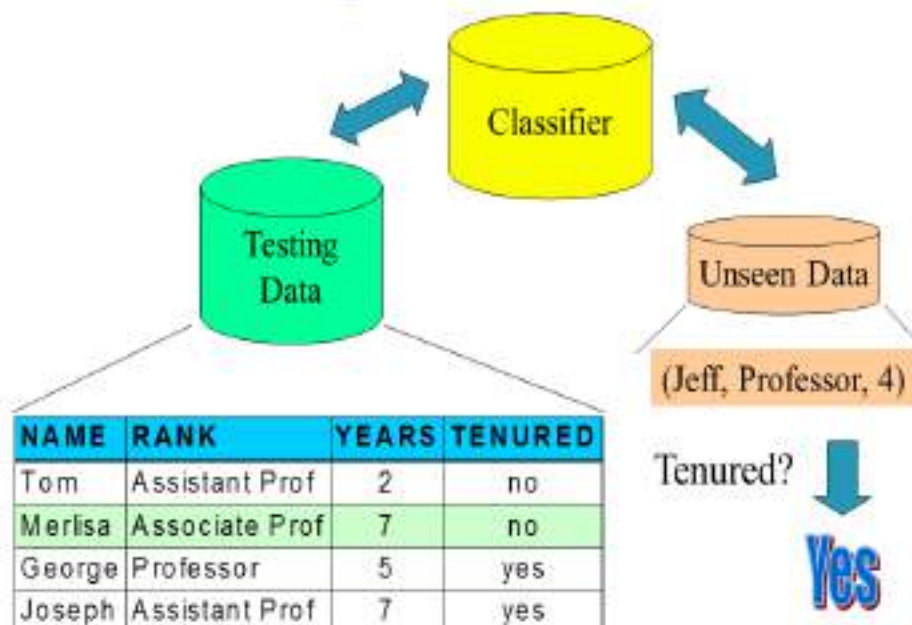 Classifier
Testing
Data
Unseen Data
(Jeff, Professor, 4)
NAME RANK YEARS TENURED
Tom Assistant Prof 2 no
Merlisa Associate Prof 7 no
George Professor 5 yes
Joseph Assistant Prof 7 yes
Tenured?
Yes